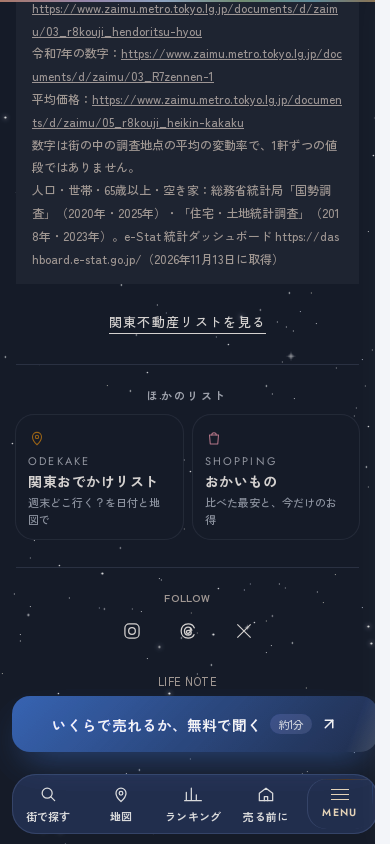 https://www.zaimu.metro.tokyo.lg.jp/documents/d/zaim
u/03_r8kouji_hendoritsu-hyou
令和7年の数字：https://www.zaimu.metro.tokyo.lg.jp/doc
uments/d/zaimu/03_R7zennen-1
平均価格：https://www.zaimu.metro.tokyo.lg.jp/documen
ts/d/zaimu/05_r8kouji_heikin-kakaku
数字は街の中の調査地点の平均の変動率で、1軒ずつの値
段ではありません。
人口・世帯・65歳以上・空き家：総務省統計局「国勢調
査」（2020年・2025年）・「住宅・土地統計調査」（201
8年・2023年）。e-Stat 統計ダッシュボード https://das
hboard.e-stat.go.jp/（2026年11月13日に取得）
関東不動産リストを見る
ほかのリスト
ODEKAKE
関東おでかけリスト
週末どこ行く？を日付と地
図で
SHOPPING
おかいもの
比べた最安と、今だけのお
得
FOLLOW
LIFE NOTE
いくらで売れるか、無料で聞く 約1分
街で探す
地図
ランキング
売る前に
MENU